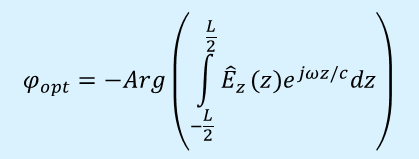 φ_opt = −Arg ( ∫_{−L/2}^{L/2} Ê_z (z)e^{jωz/c} dz )